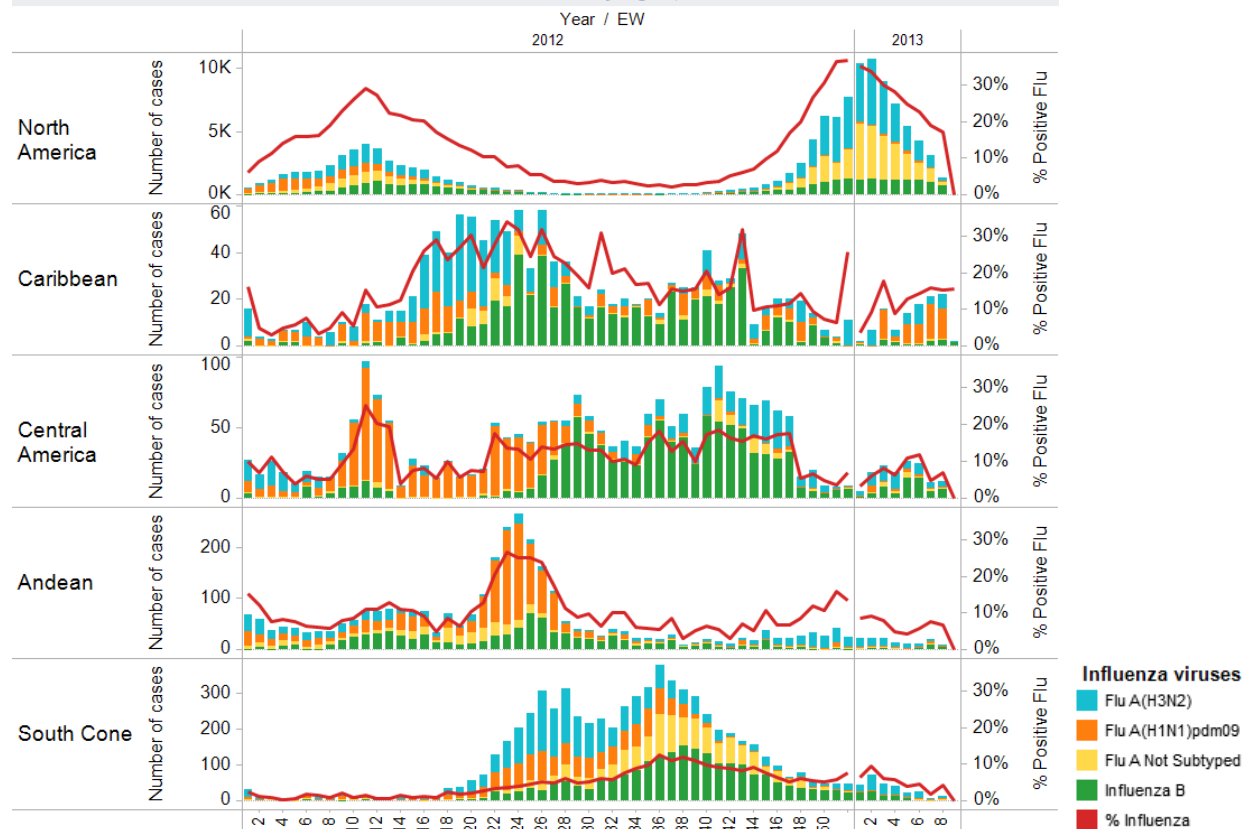 Year / EW
2012 2013
North America
Number of cases
10K
5K
0K
% Positive Flu
30%
20%
10%
0%
Caribbean
Number of cases
60
40
20
0
% Positive Flu
30%
20%
10%
0%
Central America
Number of cases
100
50
0
% Positive Flu
30%
20%
10%
0%
Andean
Number of cases
200
100
0
% Positive Flu
30%
20%
10%
0%
South Cone
Number of cases
300
200
100
0
% Positive Flu
30%
20%
10%
0%
2 4 6 8 10 12 14 16 18 20 22 24 26 28 30 32 34 36 38 40 42 44 46 48 50 2 4 6 8
Influenza viruses
Flu A(H3N2)
Flu A(H1N1)pdm09
Flu A Not Subtyped
Influenza B
% Influenza